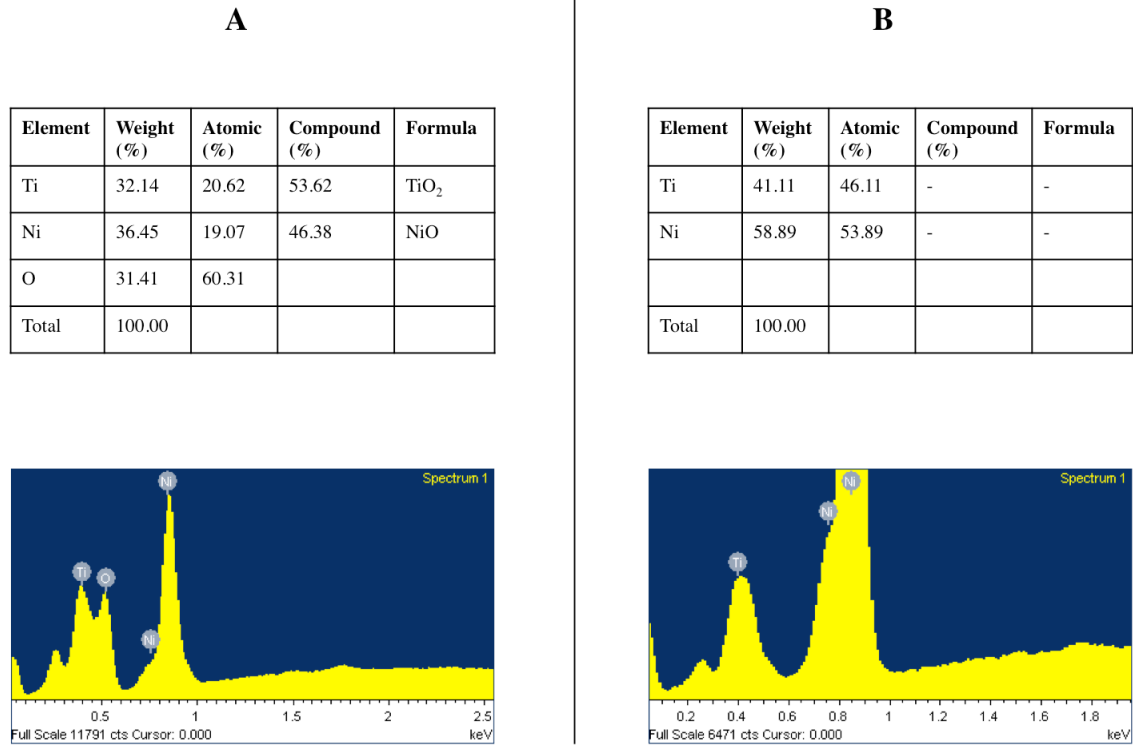 A
Element Weight (%) Atomic (%) Compound (%) Formula
Ti 32.14 20.62 53.62 TiO₂
Ni 36.45 19.07 46.38 NiO
O 31.41 60.31
Total 100.00
Spectrum 1
Ni
Ti
O
Ni
0.5 1 1.5 2 2.5
Full Scale 11791 cts Cursor: 0.000 keV
B
Element Weight (%) Atomic (%) Compound (%) Formula
Ti 41.11 46.11 - -
Ni 58.89 53.89 - -
Total 100.00
Spectrum 1
Ni
Ni
Ti
0.2 0.4 0.6 0.8 1 1.2 1.4 1.6 1.8
Full Scale 6471 cts Cursor: 0.000 keV